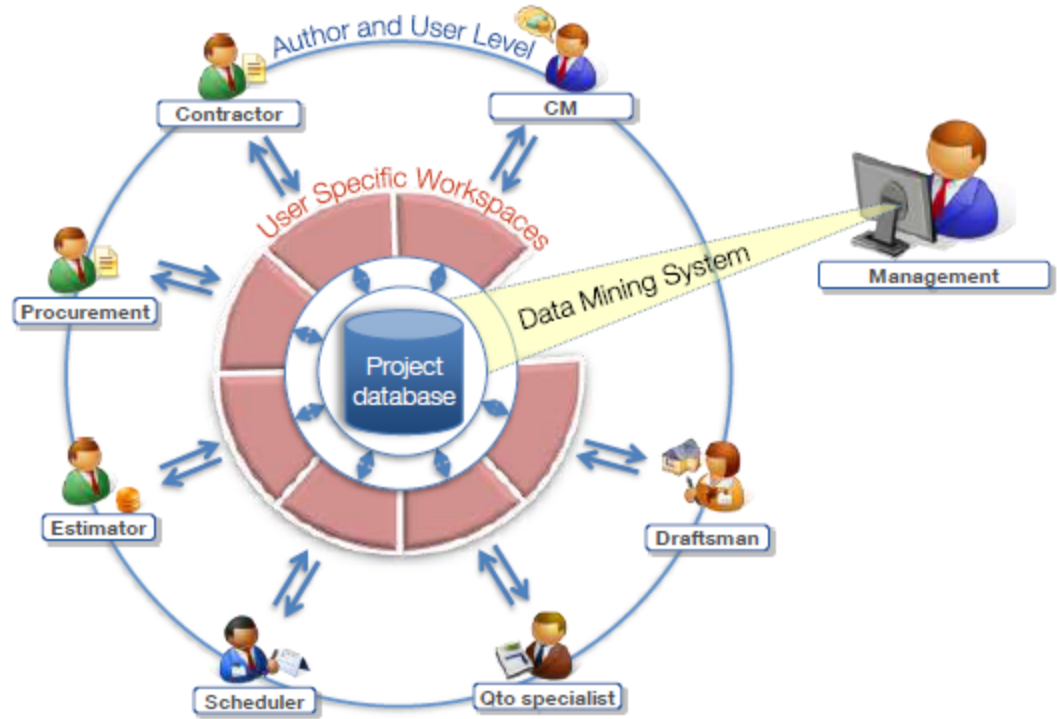 Author and User Level
Contractor
CM
User Specific Workspaces
Data Mining System
Management
Procurement
Project
database
Estimator
Draftsman
Scheduler
Qto specialist